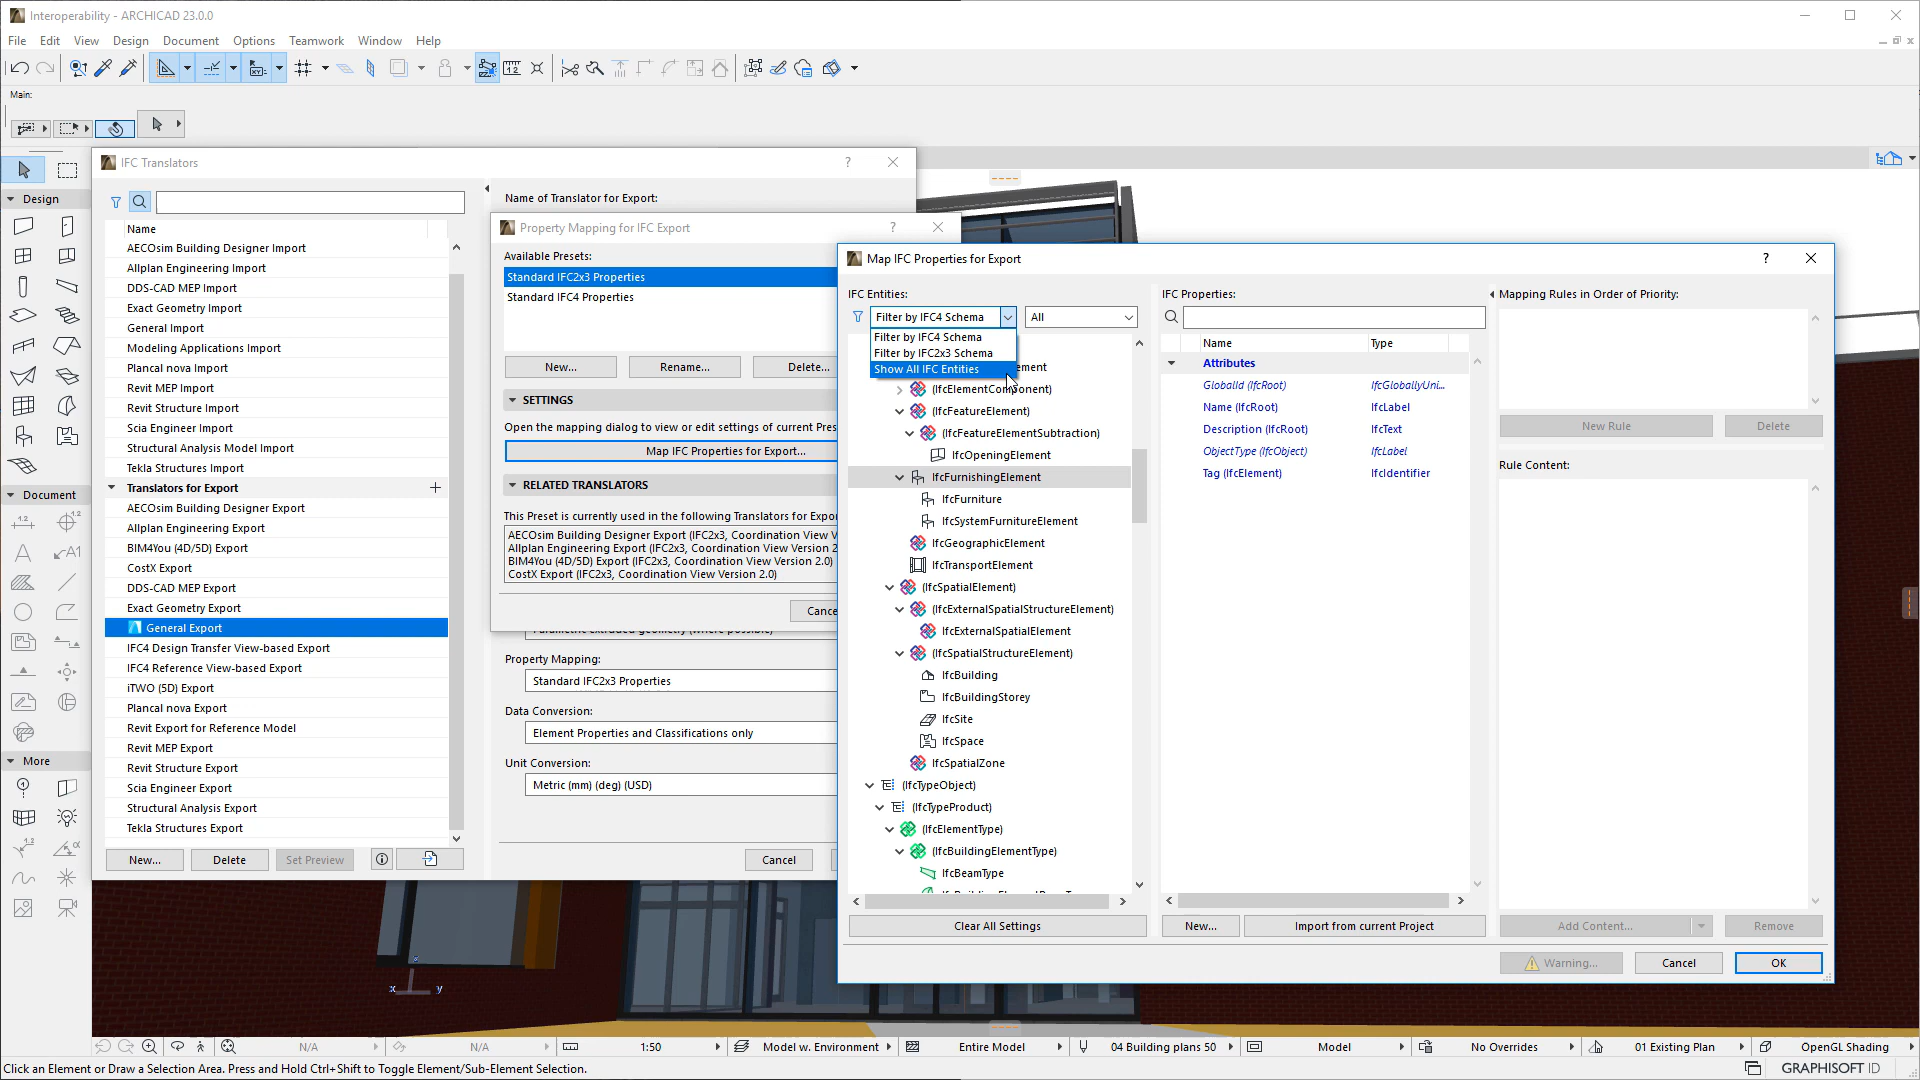 Interoperability - ARCHICAD 23.0.0
File Edit View Design Document Options Teamwork Window Help
Main:
Design
Document
More
IFC Translators
?
Name
AECOsim Building Designer Import
Allplan Engineering Import
DDS-CAD MEP Import
Exact Geometry Import
General Import
Modeling Applications Import
Plancal nova Import
Revit MEP Import
Revit Structure Import
Scia Engineer Import
Structural Analysis Model Import
Tekla Structures Import
Translators for Export
AECOsim Building Designer Export
Allplan Engineering Export
BIM4You (4D/5D) Export
CostX Export
DDS-CAD MEP Export
Exact Geometry Export
General Export
IFC4 Design Transfer View-based Export
IFC4 Reference View-based Export
iTWO (5D) Export
Plancal nova Export
Revit Export for Reference Model
Revit MEP Export
Revit Structure Export
Scia Engineer Export
Structural Analysis Export
Tekla Structures Export
New... Delete Set Preview
Name of Translator for Export:
Property Mapping for IFC Export
?
Available Presets:
Standard IFC2x3 Properties
Standard IFC4 Properties
New... Rename... Delete...
SETTINGS
Open the mapping dialog to view or edit settings of current Pres
Map IFC Properties for Export...
RELATED TRANSLATORS
This Preset is currently used in the following Translators for Expor
AECOsim Building Designer Export (IFC2x3, Coordination View V
Allplan Engineering Export (IFC2x3, Coordination View Version 2
BIM4You (4D/5D) Export (IFC2x3, Coordination View Version 2.0)
CostX Export (IFC2x3, Coordination View Version 2.0)
Cance
Parametric extruded geometry (where possible)
Property Mapping:
Standard IFC2x3 Properties
Data Conversion:
Element Properties and Classifications only
Unit Conversion:
Metric (mm) (deg) (USD)
Cancel
Map IFC Properties for Export
?
IFC Entities:
Filter by IFC4 Schema All
Filter by IFC4 Schema
Filter by IFC2x3 Schema
Show All IFC Entities
ement
(IfcElementComponent)
(IfcFeatureElement)
(IfcFeatureElementSubtraction)
IfcOpeningElement
IfcFurnishingElement
IfcFurniture
IfcSystemFurnitureElement
IfcGeographicElement
IfcTransportElement
(IfcSpatialElement)
(IfcExternalSpatialStructureElement)
IfcExternalSpatialElement
(IfcSpatialStructureElement)
IfcBuilding
IfcBuildingStorey
IfcSite
IfcSpace
IfcSpatialZone
(IfcTypeObject)
(IfcTypeProduct)
(IfcElementType)
(IfcBuildingElementType)
IfcBeamType
Clear All Settings
IFC Properties:
Name Type
Attributes
GlobalId (IfcRoot) IfcGloballyUni...
Name (IfcRoot) IfcLabel
Description (IfcRoot) IfcText
ObjectType (IfcObject) IfcLabel
Tag (IfcElement) IfcIdentifier
New... Import from current Project
Mapping Rules in Order of Priority:
New Rule Delete
Rule Content:
Add Content... Remove
Warning... Cancel OK
x y
N/A N/A 1:50 Model w. Environment Entire Model 04 Building plans 50 Model No Overrides 01 Existing Plan OpenGL Shading
Click an Element or Draw a Selection Area. Press and Hold Ctrl+Shift to Toggle Element/Sub-Element Selection.
GRAPHISOFT ID